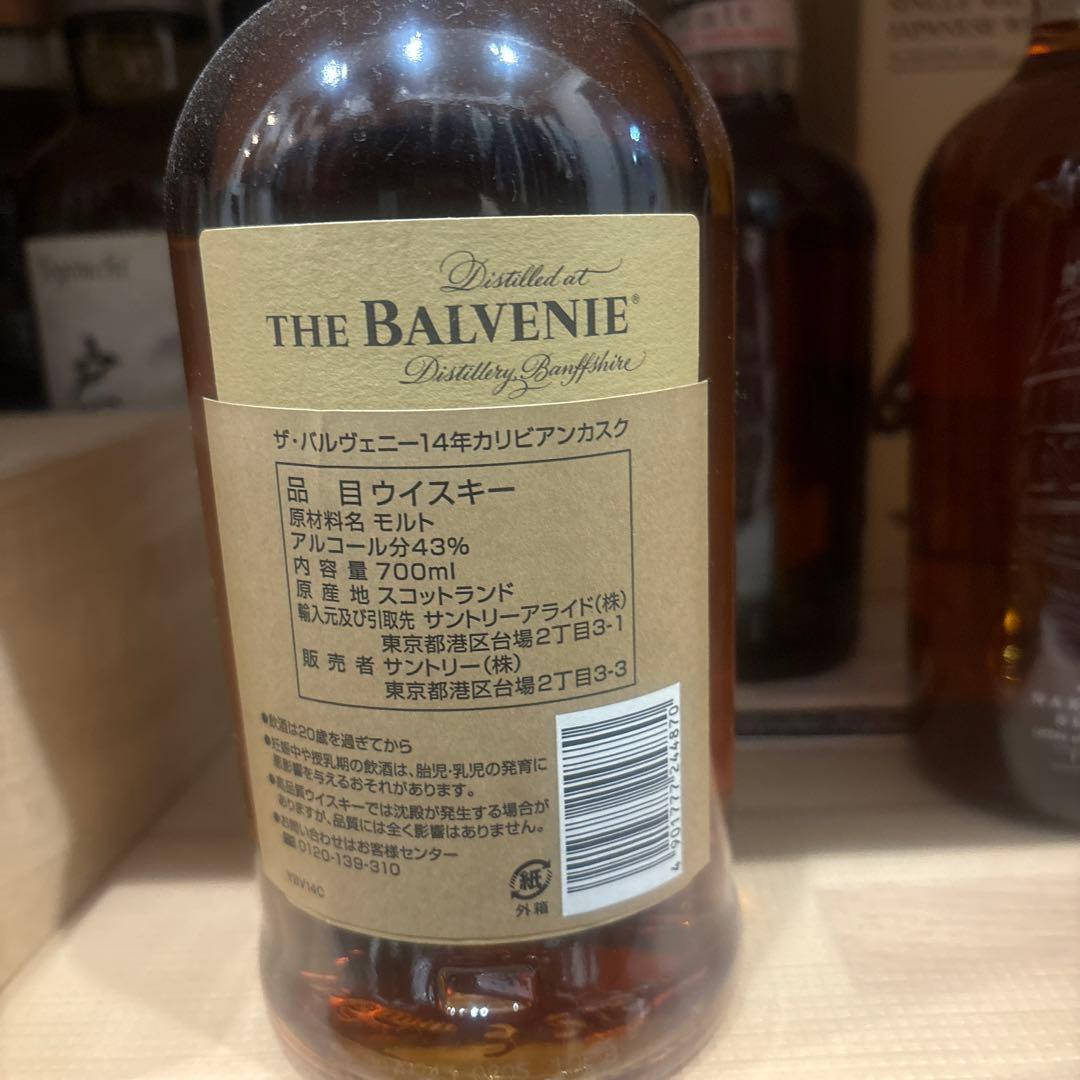 SINGLE
JAPANESE W
Distilled at
THE BALVENIE®
Distillery, Banffshire
ザ・バルヴェニー14年カリビアンカスク
品 目 ウイスキー
原材料名 モルト
アルコール分43%
内容量 700ml
原産地 スコットランド
輸入元及び引取先 サントリーアライド(株)
東京都港区台場2丁目3-1
販売者 サントリー(株)
東京都港区台場2丁目3-3
●飲酒は20歳を過ぎてから
●妊娠中や授乳期の飲酒は、胎児・乳児の発育に
悪影響を与えるおそれがあります。
●高品質ウイスキーでは沈殿が発生する場合が
ありますが、品質には全く影響はありません。
●お問い合わせはお客様センター
0120-139-310
YBV14C
紙
外箱
4901777244870